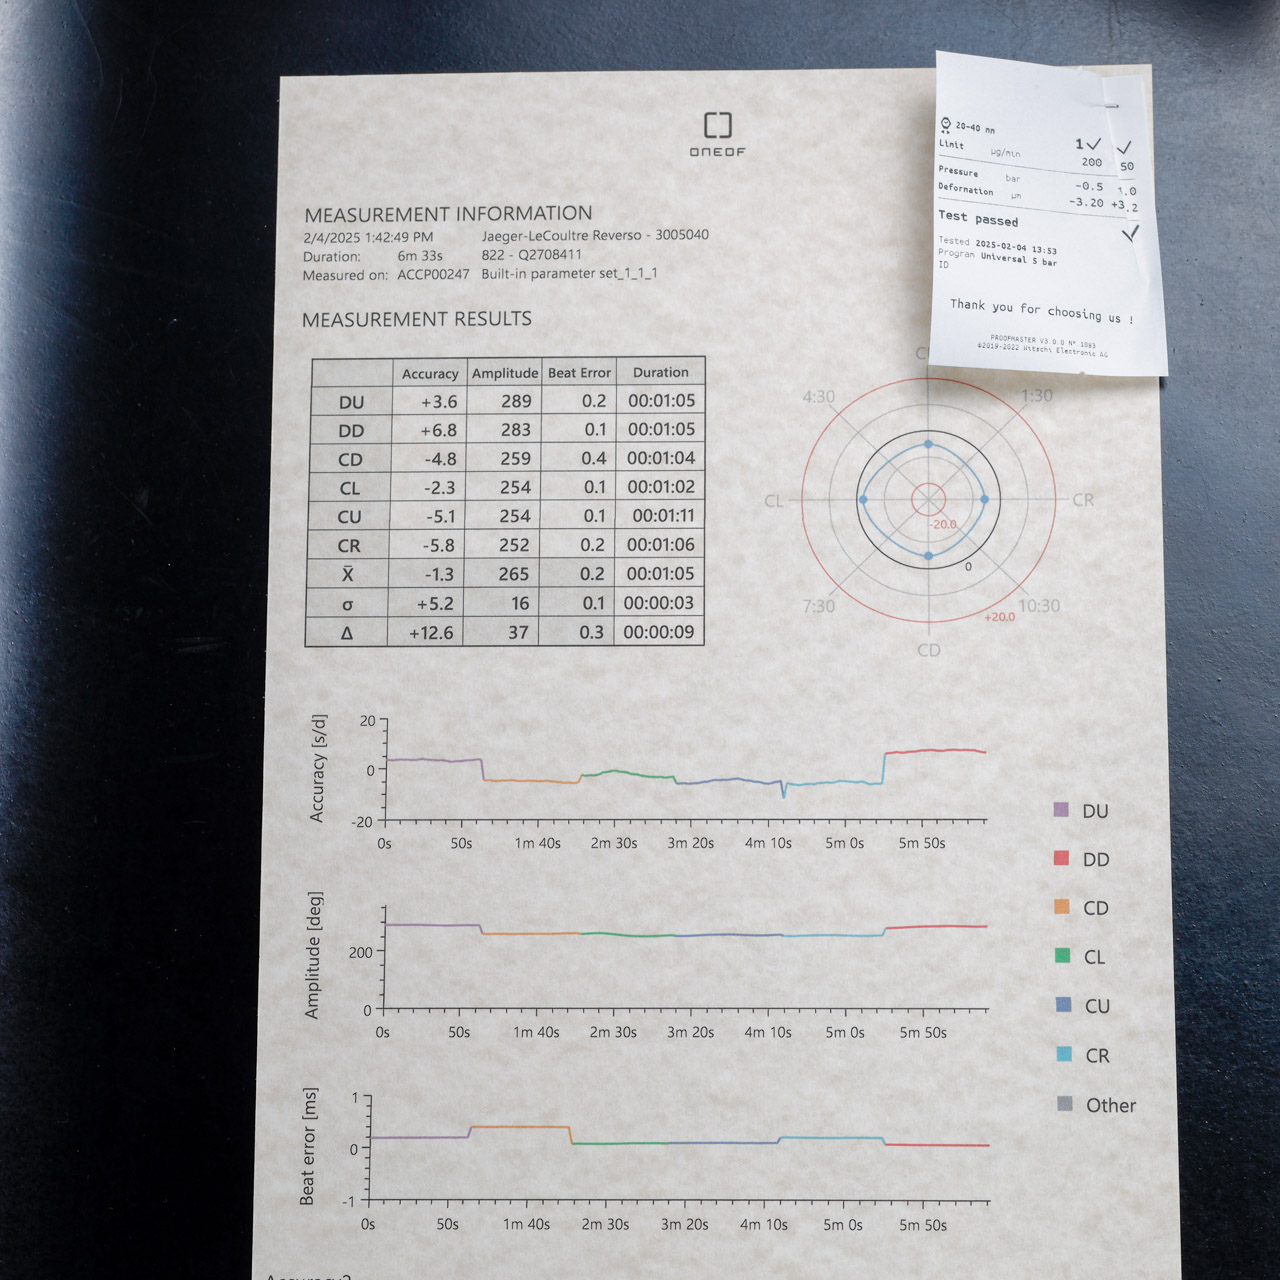 ONEOF
MEASUREMENT INFORMATION
2/4/2025 1:42:49 PM Jaeger-LeCoultre Reverso - 3005040
Duration: 6m 33s 822 - Q2708411
Measured on: ACCP00247 Built-in parameter set_1_1_1
MEASUREMENT RESULTS
Accuracy Amplitude Beat Error Duration
DU +3.6 289 0.2 00:01:05
DD +6.8 283 0.1 00:01:05
CD -4.8 259 0.4 00:01:04
CL -2.3 254 0.1 00:01:02
CU -5.1 254 0.1 00:01:11
CR -5.8 252 0.2 00:01:06
X̄ -1.3 265 0.2 00:01:05
σ +5.2 16 0.1 00:00:03
Δ +12.6 37 0.3 00:00:09
20-40 nn
Limit µg/min 1✓ ✓
200 50
Pressure bar -0.5 1.0
Deformation µm -3.20 +3.2
Test passed ✓
Tested 2025-02-04 13:53
Program Universal 5 bar
ID
Thank you for choosing us !
PROOFMASTER V3.0.0 N° 1083
©2019-2022 Witschi Electronic AG
4:30 1:30
CL CR
-20.0
0
7:30 10:30
+20.0
CD
Accuracy [s/d]
20
0
-20
0s 50s 1m 40s 2m 30s 3m 20s 4m 10s 5m 0s 5m 50s
Amplitude [deg]
200
0
0s 50s 1m 40s 2m 30s 3m 20s 4m 10s 5m 0s 5m 50s
Beat error [ms]
1
0
-1
0s 50s 1m 40s 2m 30s 3m 20s 4m 10s 5m 0s 5m 50s
DU
DD
CD
CL
CU
CR
Other